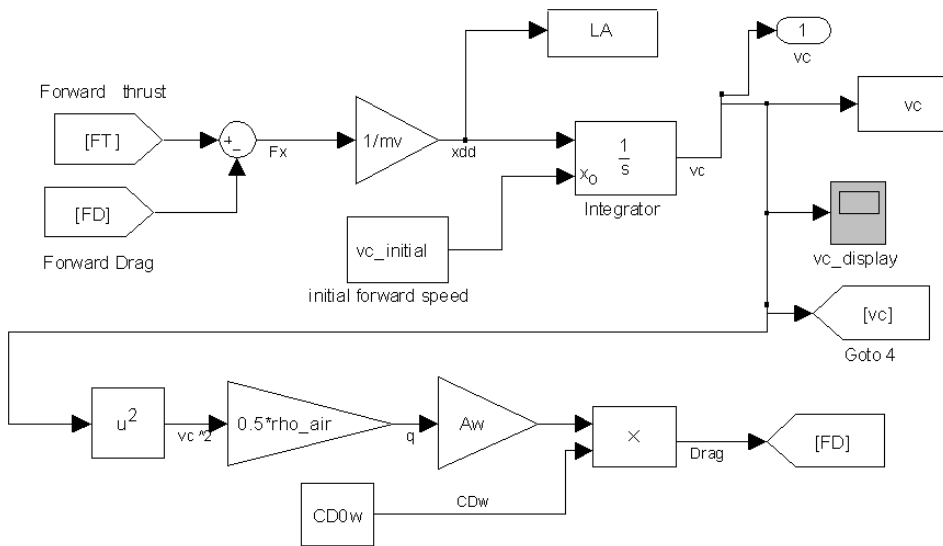 LA
1
vc
Forward thrust
[FT]
+
-
Fx
1/mv
xdd
1
s
xo
Integrator
vc
vc
[FD]
Forward Drag
vc_initial
initial forward speed
vc_display
[vc]
Goto 4
u2
vc ^2
0.5*rho_air
q
Aw
×
Drag
[FD]
CD0w
CDw